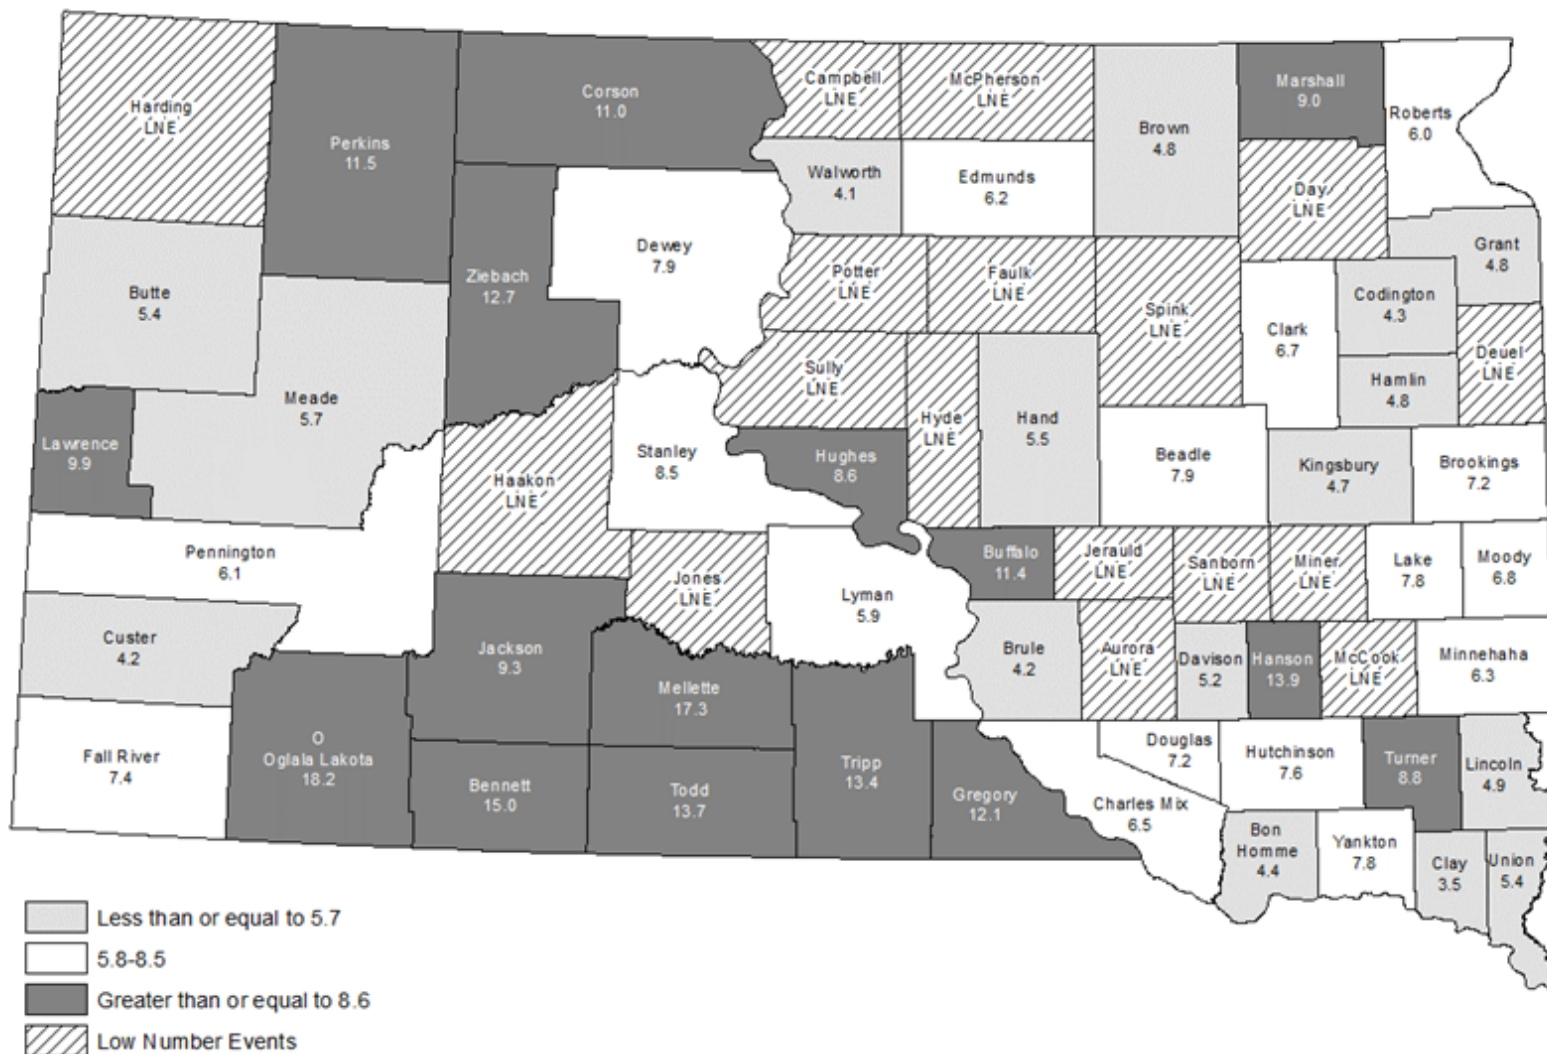 Harding
LNE
Perkins
11.5
Corson
11.0
Campbell
LNE
McPherson
LNE
Brown
4.8
Marshall
9.0
Roberts
6.0
Walworth
4.1
Edmunds
6.2
Day
LNE
Grant
4.8
Butte
5.4
Ziebach
12.7
Dewey
7.9
Potter
LNE
Faulk
LNE
Spink
LNE
Clark
6.7
Codington
4.3
Deuel
LNE
Hamlin
4.8
Meade
5.7
Sully
LNE
Hyde
LNE
Hand
5.5
Lawrence
9.9
Haakon
LNE
Stanley
8.5
Hughes
8.6
Beadle
7.9
Kingsbury
4.7
Brookings
7.2
Pennington
6.1
Jones
LNE
Lyman
5.9
Buffalo
11.4
Jerauld
LNE
Sanborn
LNE
Miner
LNE
Lake
7.8
Moody
6.8
Custer
4.2
Jackson
9.3
Mellette
17.3
Brule
4.2
Aurora
LNE
Davison
5.2
Hanson
13.9
McCook
LNE
Minnehaha
6.3
Fall River
7.4
O
Oglala Lakota
18.2
Bennett
15.0
Todd
13.7
Tripp
13.4
Gregory
12.1
Charles Mix
6.5
Douglas
7.2
Hutchinson
7.6
Turner
8.8
Lincoln
4.9
Bon
Homme
4.4
Yankton
7.8
Clay
3.5
Union
5.4
Less than or equal to 5.7
5.8-8.5
Greater than or equal to 8.6
Low Number Events